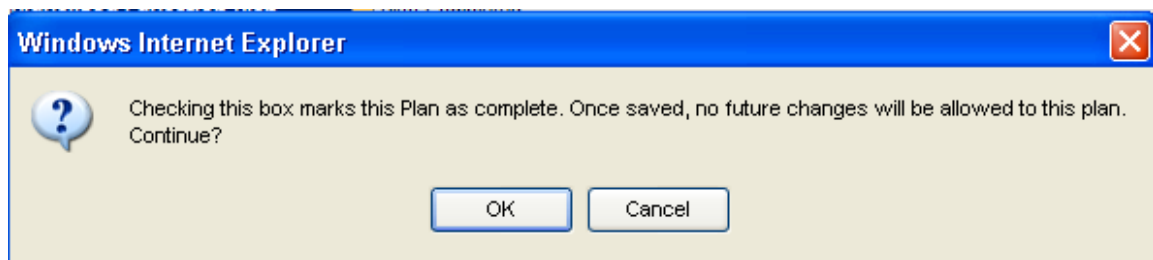 Windows Internet Explorer
Checking this box marks this Plan as complete. Once saved, no future changes will be allowed to this plan.
Continue?
OK
Cancel